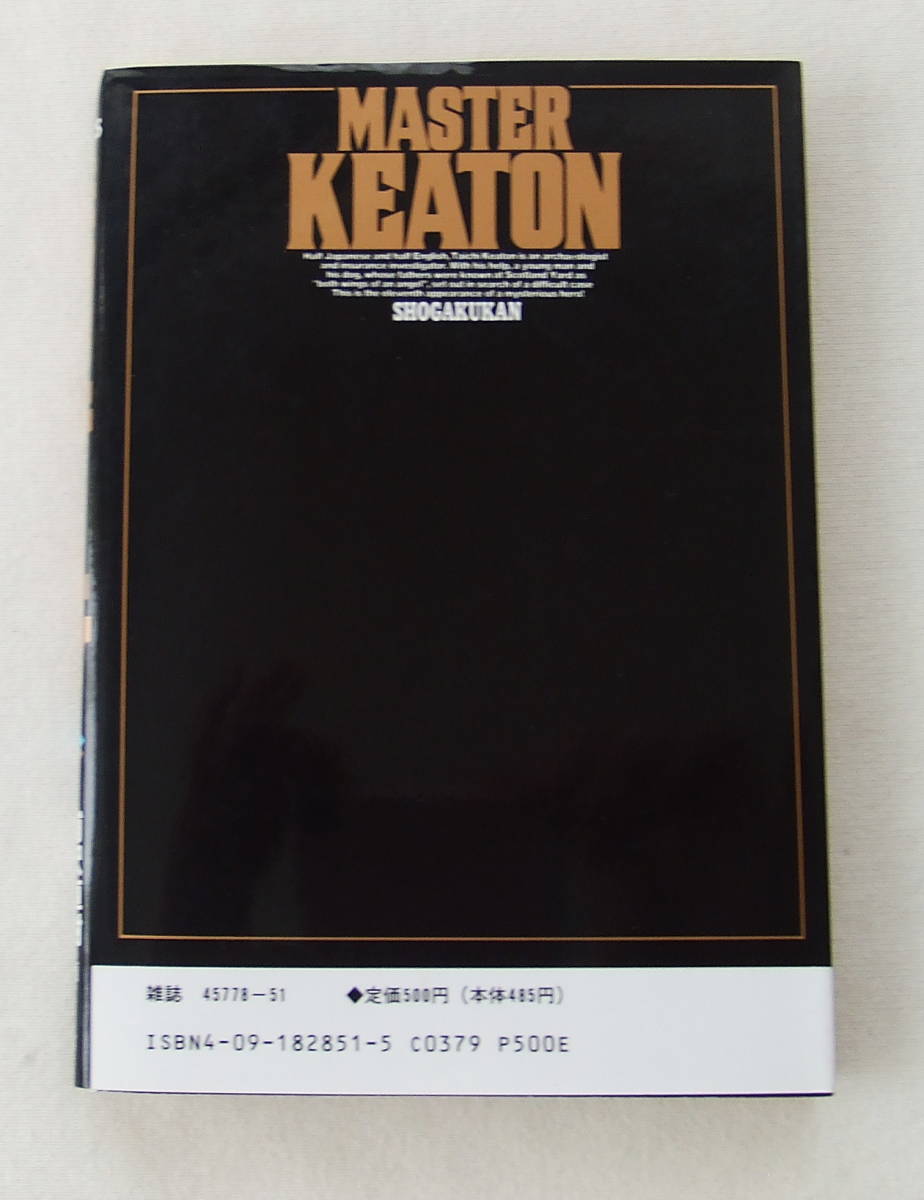 MASTER
KEATON
Half Japanese and half English, Taichi Keaton is an archaeologist
and insurance investigator. With his help, a young man and
his dog, whose fathers were known at Scotland Yard as
"both wings of an angel", set out in search of a difficult case
This is the eleventh appearance of a mysterious hero!
SHOGAKUKAN
雑誌 45778-51 ◆定価500円(本体485円)
ISBN4-09-182851-5 C0379 P500E